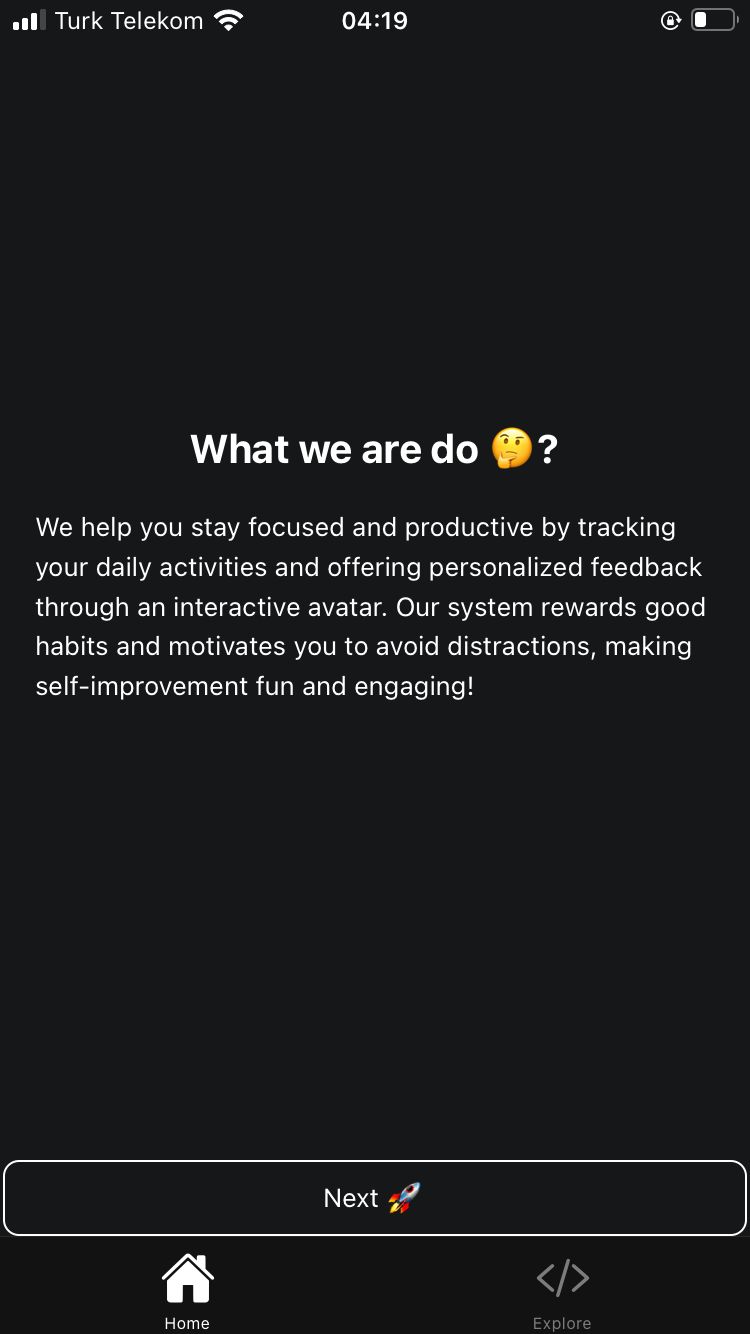 Turk Telekom 04:19
What we are do 🤔?
We help you stay focused and productive by tracking
your daily activities and offering personalized feedback
through an interactive avatar. Our system rewards good
habits and motivates you to avoid distractions, making
self-improvement fun and engaging!
Next 🚀
Home Explore